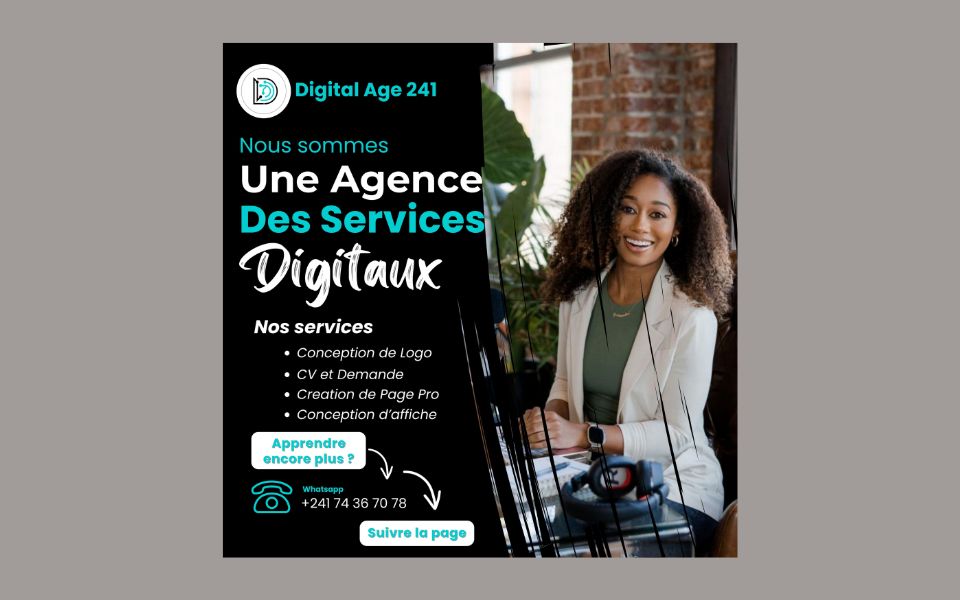 Digital Age 241
Nous sommes
Une Agence
Des Services
Digitaux
Nos services
• Conception de Logo
• CV et Demande
• Creation de Page Pro
• Conception d'affiche
Apprendre
encore plus ?
Whatsapp
+241 74 36 70 78
Suivre la page